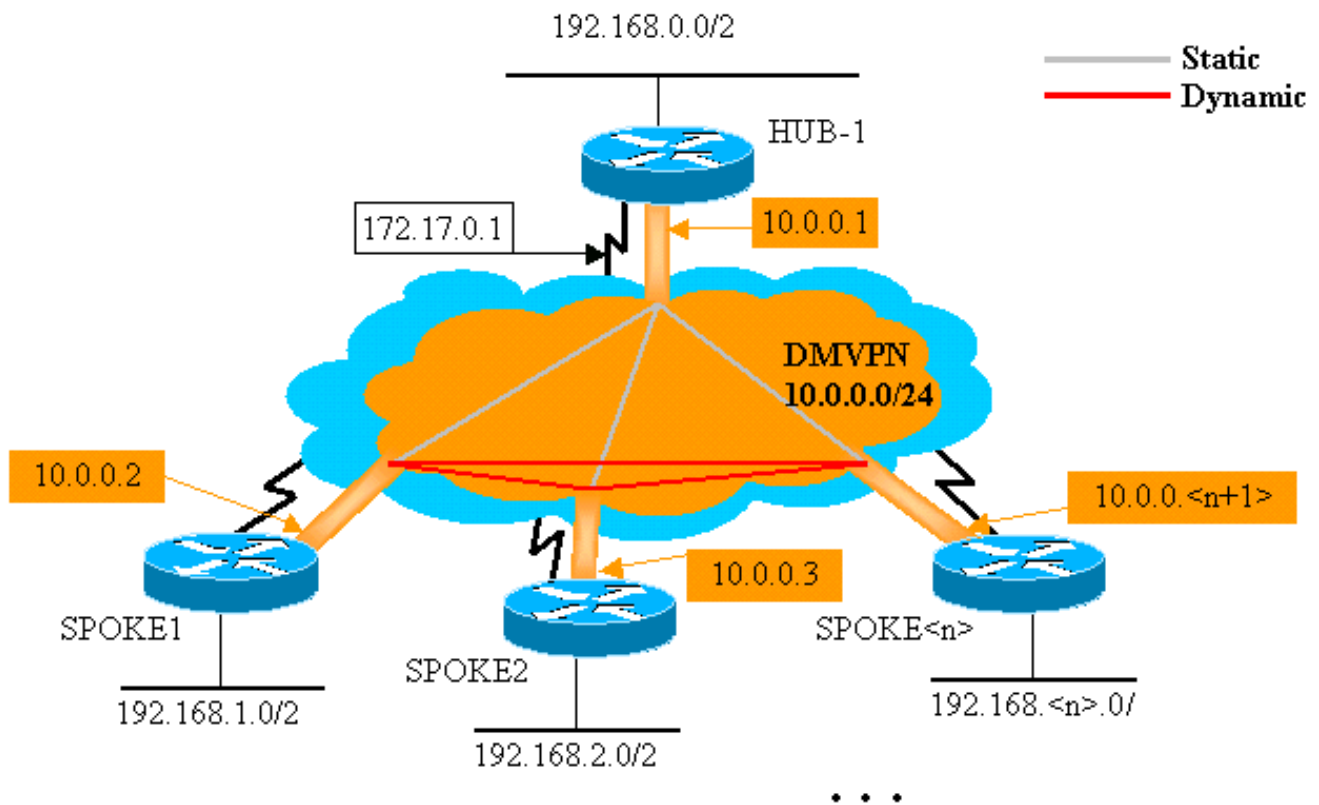 192.168.0.0/2
Static
Dynamic
HUB-1
172.17.0.1
10.0.0.1
DMVPN
10.0.0.0/24
10.0.0.2
10.0.0.<n+1>
10.0.0.3
SPOKE1
SPOKE2
SPOKE<n>
192.168.1.0/2
192.168.2.0/2
192.168.<n>.0/
. . .